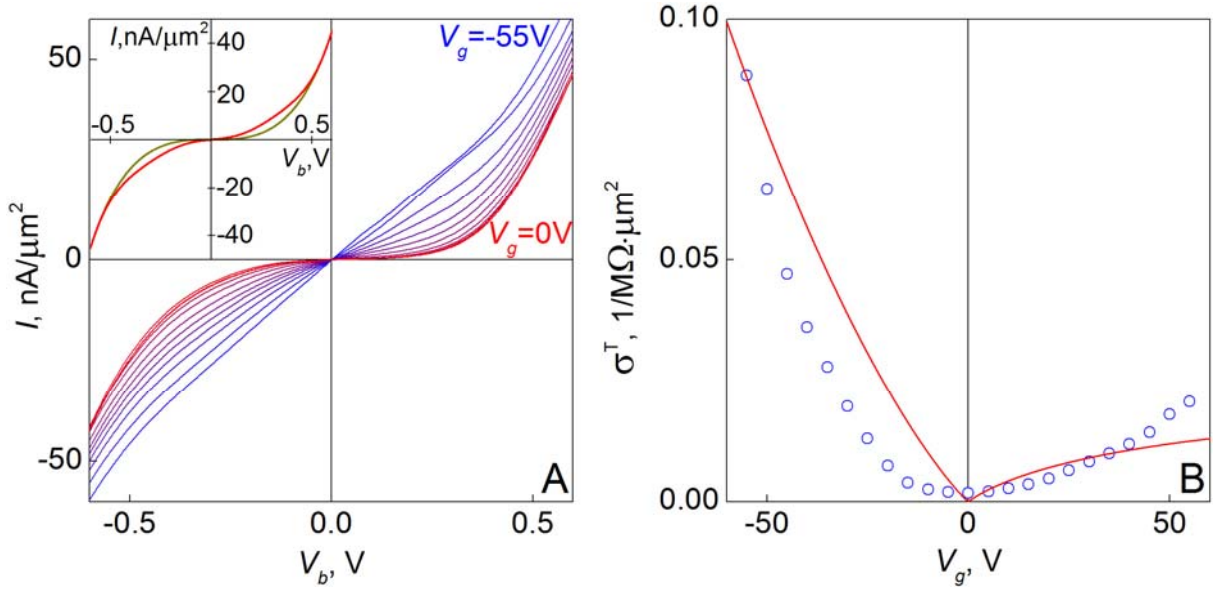 I,nA/μm²
40
20
-0.5
0.5
V_b, V
-20
-40
V_g=-55V
V_g=0V
50
0
-50
I, nA/μm²
-0.5
0.0
0.5
V_b, V
A
0.10
0.05
0.00
σ^T, 1/MΩ·μm²
-50
0
50
V_g, V
B